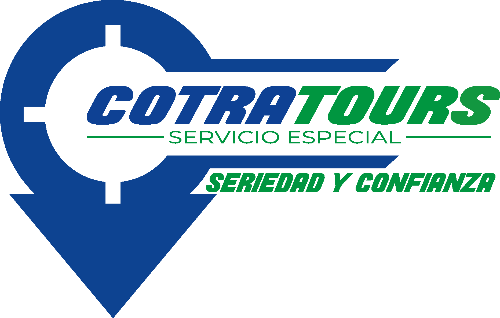 COTRATOURS
SERVICIO ESPECIAL
SERIEDAD Y CONFIANZA